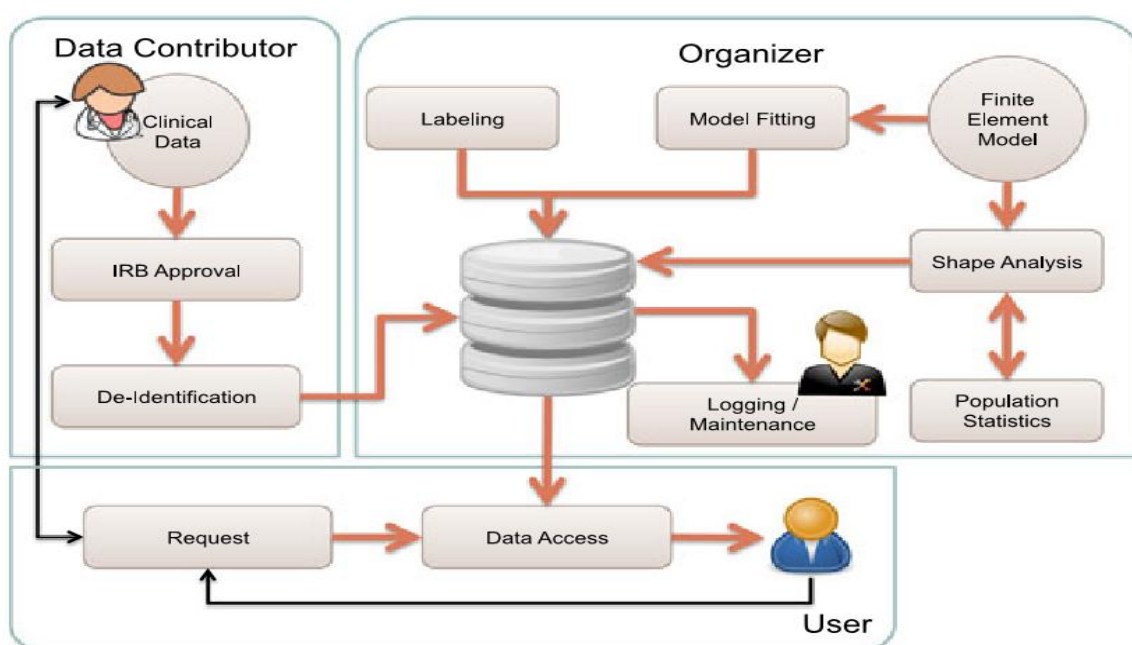 Data Contributor
Clinical
Data
IRB Approval
De-Identification
Organizer
Labeling
Model Fitting
Finite
Element
Model
Shape Analysis
Logging /
Maintenance
Population
Statistics
Request
Data Access
User